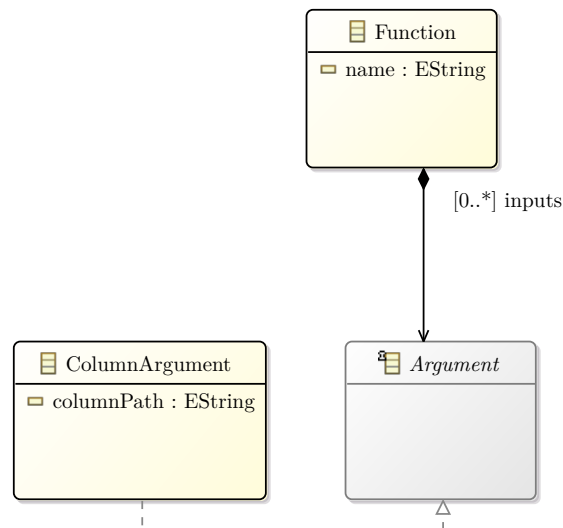 Function
name : EString
[0..*] inputs
ColumnArgument
columnPath : EString
Argument